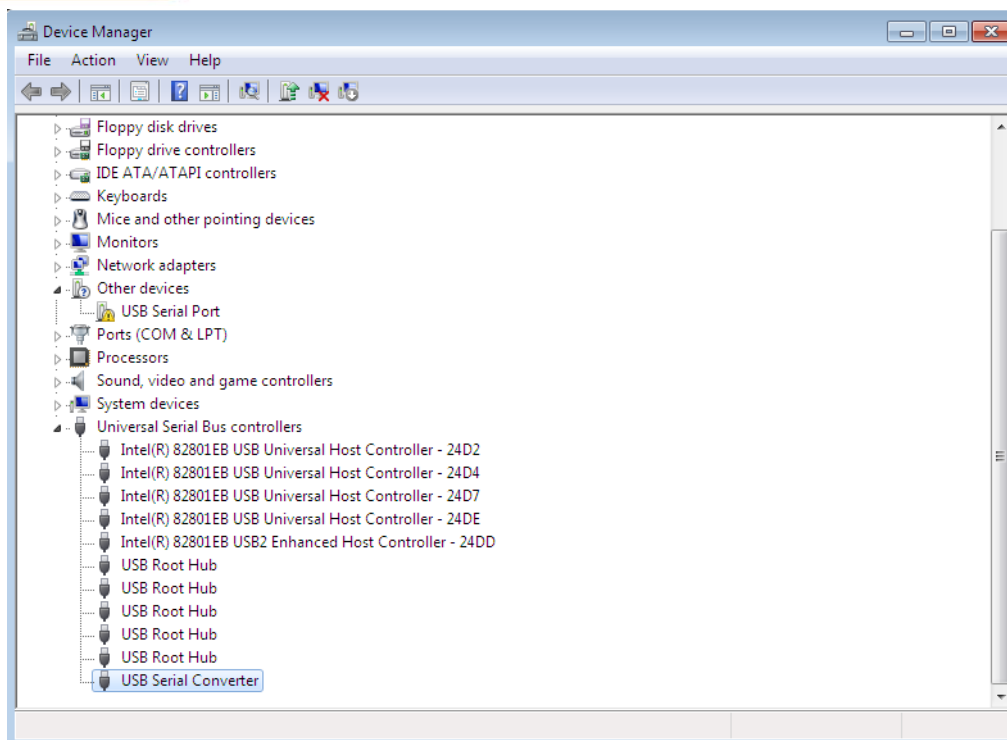 Device Manager
File Action View Help
Floppy disk drives
Floppy drive controllers
IDE ATA/ATAPI controllers
Keyboards
Mice and other pointing devices
Monitors
Network adapters
Other devices
USB Serial Port
Ports (COM & LPT)
Processors
Sound, video and game controllers
System devices
Universal Serial Bus controllers
Intel(R) 82801EB USB Universal Host Controller - 24D2
Intel(R) 82801EB USB Universal Host Controller - 24D4
Intel(R) 82801EB USB Universal Host Controller - 24D7
Intel(R) 82801EB USB Universal Host Controller - 24DE
Intel(R) 82801EB USB2 Enhanced Host Controller - 24DD
USB Root Hub
USB Root Hub
USB Root Hub
USB Root Hub
USB Root Hub
USB Serial Converter